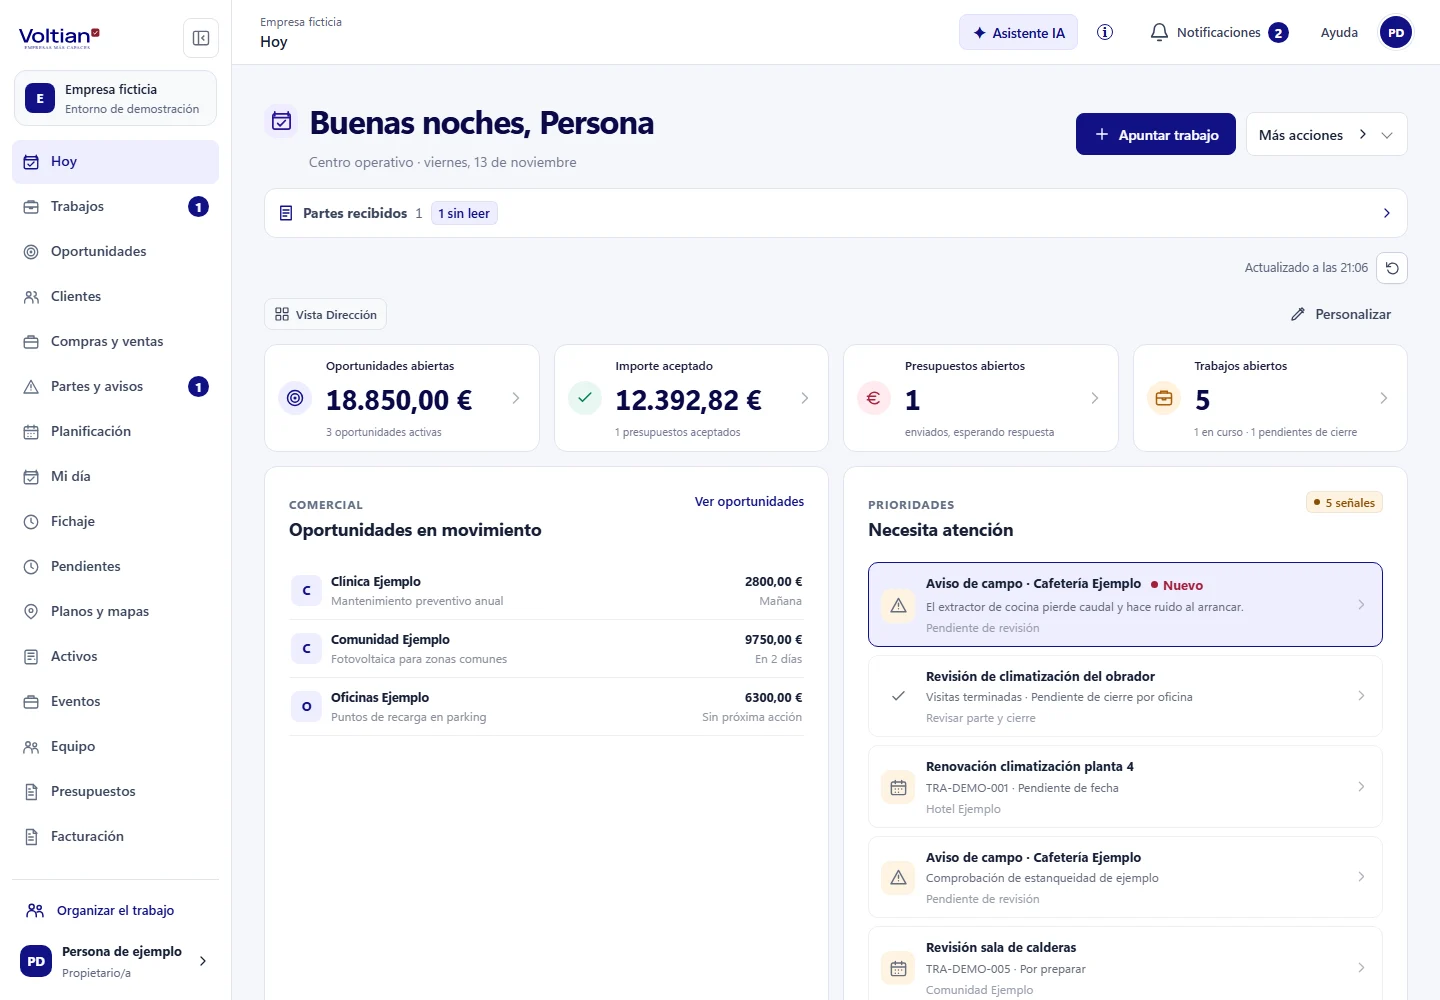 Voltian
EMPRESAS MÁS CAPACES
E
Empresa ficticia
Entorno de demostración
Hoy
Trabajos
1
Oportunidades
Clientes
Compras y ventas
Partes y avisos
1
Planificación
Mi día
Fichaje
Pendientes
Planos y mapas
Activos
Eventos
Equipo
Presupuestos
Facturación
Organizar el trabajo
PD
Persona de ejemplo
Propietario/a
Empresa ficticia
Hoy
Asistente IA
Notificaciones
2
Ayuda
PD
Buenas noches, Persona
Centro operativo · viernes, 13 de noviembre
Apuntar trabajo
Más acciones
Partes recibidos 1 1 sin leer
Actualizado a las 21:06
Vista Dirección
Personalizar
Oportunidades abiertas
18.850,00 €
3 oportunidades activas
Importe aceptado
12.392,82 €
1 presupuestos aceptados
Presupuestos abiertos
1
enviados, esperando respuesta
Trabajos abiertos
5
1 en curso · 1 pendientes de cierre
COMERCIAL
Oportunidades en movimiento
Ver oportunidades
C
Clínica Ejemplo
2800,00 €
Mantenimiento preventivo anual
Mañana
C
Comunidad Ejemplo
9750,00 €
Fotovoltaica para zonas comunes
En 2 días
O
Oficinas Ejemplo
6300,00 €
Puntos de recarga en parking
Sin próxima acción
PRIORIDADES
Necesita atención
5 señales
Aviso de campo · Cafetería Ejemplo
Nuevo
El extractor de cocina pierde caudal y hace ruido al arrancar.
Pendiente de revisión
Revisión de climatización del obrador
Visitas terminadas · Pendiente de cierre por oficina
Revisar parte y cierre
Renovación climatización planta 4
TRA-DEMO-001 · Pendiente de fecha
Hotel Ejemplo
Aviso de campo · Cafetería Ejemplo
Comprobación de estanqueidad de ejemplo
Pendiente de revisión
Revisión sala de calderas
TRA-DEMO-005 · Por preparar
Comunidad Ejemplo